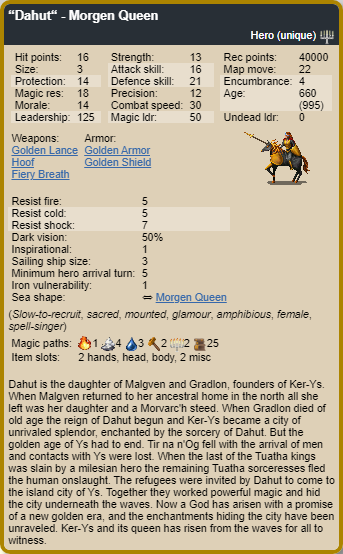 “Dahut“ - Morgen Queen
Hero (unique)
Hit points: 16 Strength: 13 Rec points: 40000
Size: 3 Attack skill: 16 Map move: 22
Protection: 14 Defence skill: 21 Encumbrance: 4
Magic res: 18 Precision: 12 Age: 660
Morale: 14 Combat speed: 30 (995)
Leadership: 125 Magic ldr: 50 Undead ldr: 0
Weapons: Armor:
Golden Lance Golden Armor
Hoof Golden Shield
Fiery Breath
Resist fire: 5
Resist cold: 5
Resist shock: 7
Dark vision: 50%
Inspirational: 1
Sailing ship size: 3
Minimum hero arrival turn: 5
Iron vulnerability: 1
Sea shape: ⇔ Morgen Queen
(Slow-to-recruit, sacred, mounted, glamour, amphibious, female,
spell-singer)
Magic paths: 1 4 3 2 2 25
Item slots: 2 hands, head, body, 2 misc
Dahut is the daughter of Malgven and Gradlon, founders of Ker-Ys.
When Malgven returned to her ancestral home in the north all she
left was her daughter and a Morvarc'h steed. When Gradlon died of
old age the reign of Dahut begun and Ker-Ys became a city of
unrivaled splendor, enchanted by the sorcery of Dahut. But the
golden age of Ys had to end. Tir na n'Og fell with the arrival of men
and contacts with Ys were lost. When the last of the Tuatha kings
was slain by a milesian hero the remaining Tuatha sorceresses fled
the human onslaught. The refugees were invited by Dahut to come to
the island city of Ys. Together they worked powerful magic and hid
the city underneath the waves. Now a God has arisen with a promise
of a new golden era, and the enchantments hiding the city have been
unraveled. Ker-Ys and its queen has risen from the waves for all to
witness.